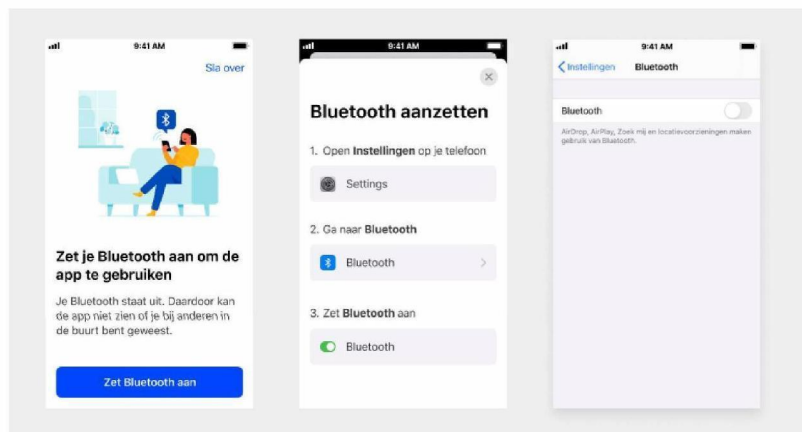 9:41 AM
Sla over
Zet je Bluetooth aan om de
app te gebruiken
Je Bluetooth staat uit. Daardoor kan
de app niet zien of je bij anderen in
de buurt bent geweest.
Zet Bluetooth aan
9:41 AM
Bluetooth aanzetten
1. Open Instellingen op je telefoon
Settings
2. Ga naar Bluetooth
Bluetooth
3. Zet Bluetooth aan
Bluetooth
9:41 AM
Instellingen Bluetooth
Bluetooth
AirDrop, AirPlay, Zoek mij en locatievoorzieningen maken
gebruik van Bluetooth.